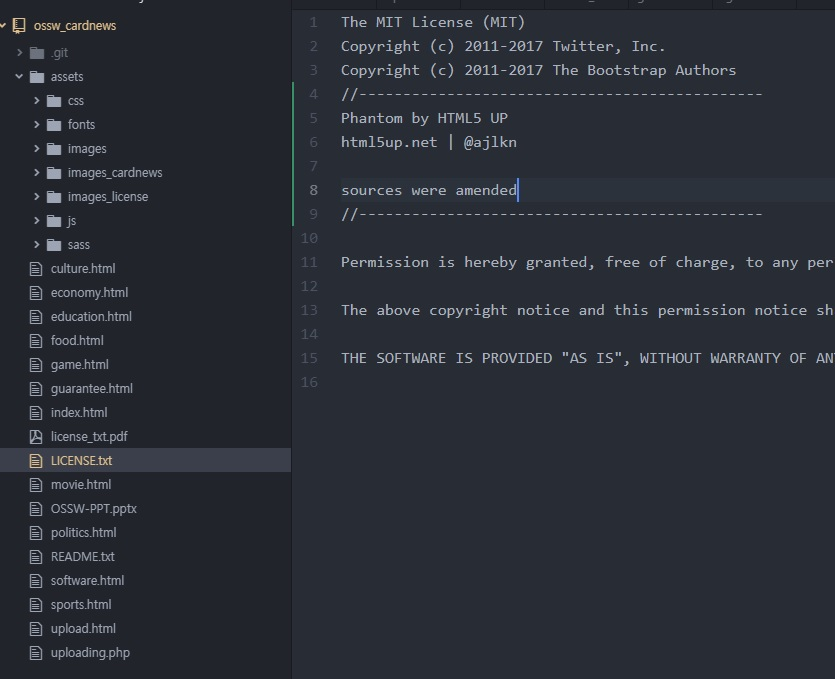 ossw_cardnews
.git
assets
css
fonts
images
images_cardnews
images_license
js
sass
culture.html
economy.html
education.html
food.html
game.html
guarantee.html
index.html
license_txt.pdf
LICENSE.txt
movie.html
OSSW-PPT.pptx
politics.html
README.txt
software.html
sports.html
upload.html
uploading.php
1 The MIT License (MIT)
2 Copyright (c) 2011-2017 Twitter, Inc.
3 Copyright (c) 2011-2017 The Bootstrap Authors
4 //----------------------------------------------
5 Phantom by HTML5 UP
6 html5up.net | @ajlkn
7
8 sources were amended
9 //----------------------------------------------
10
11 Permission is hereby granted, free of charge, to any per
12
13 The above copyright notice and this permission notice sh
14
15 THE SOFTWARE IS PROVIDED "AS IS", WITHOUT WARRANTY OF AN
16